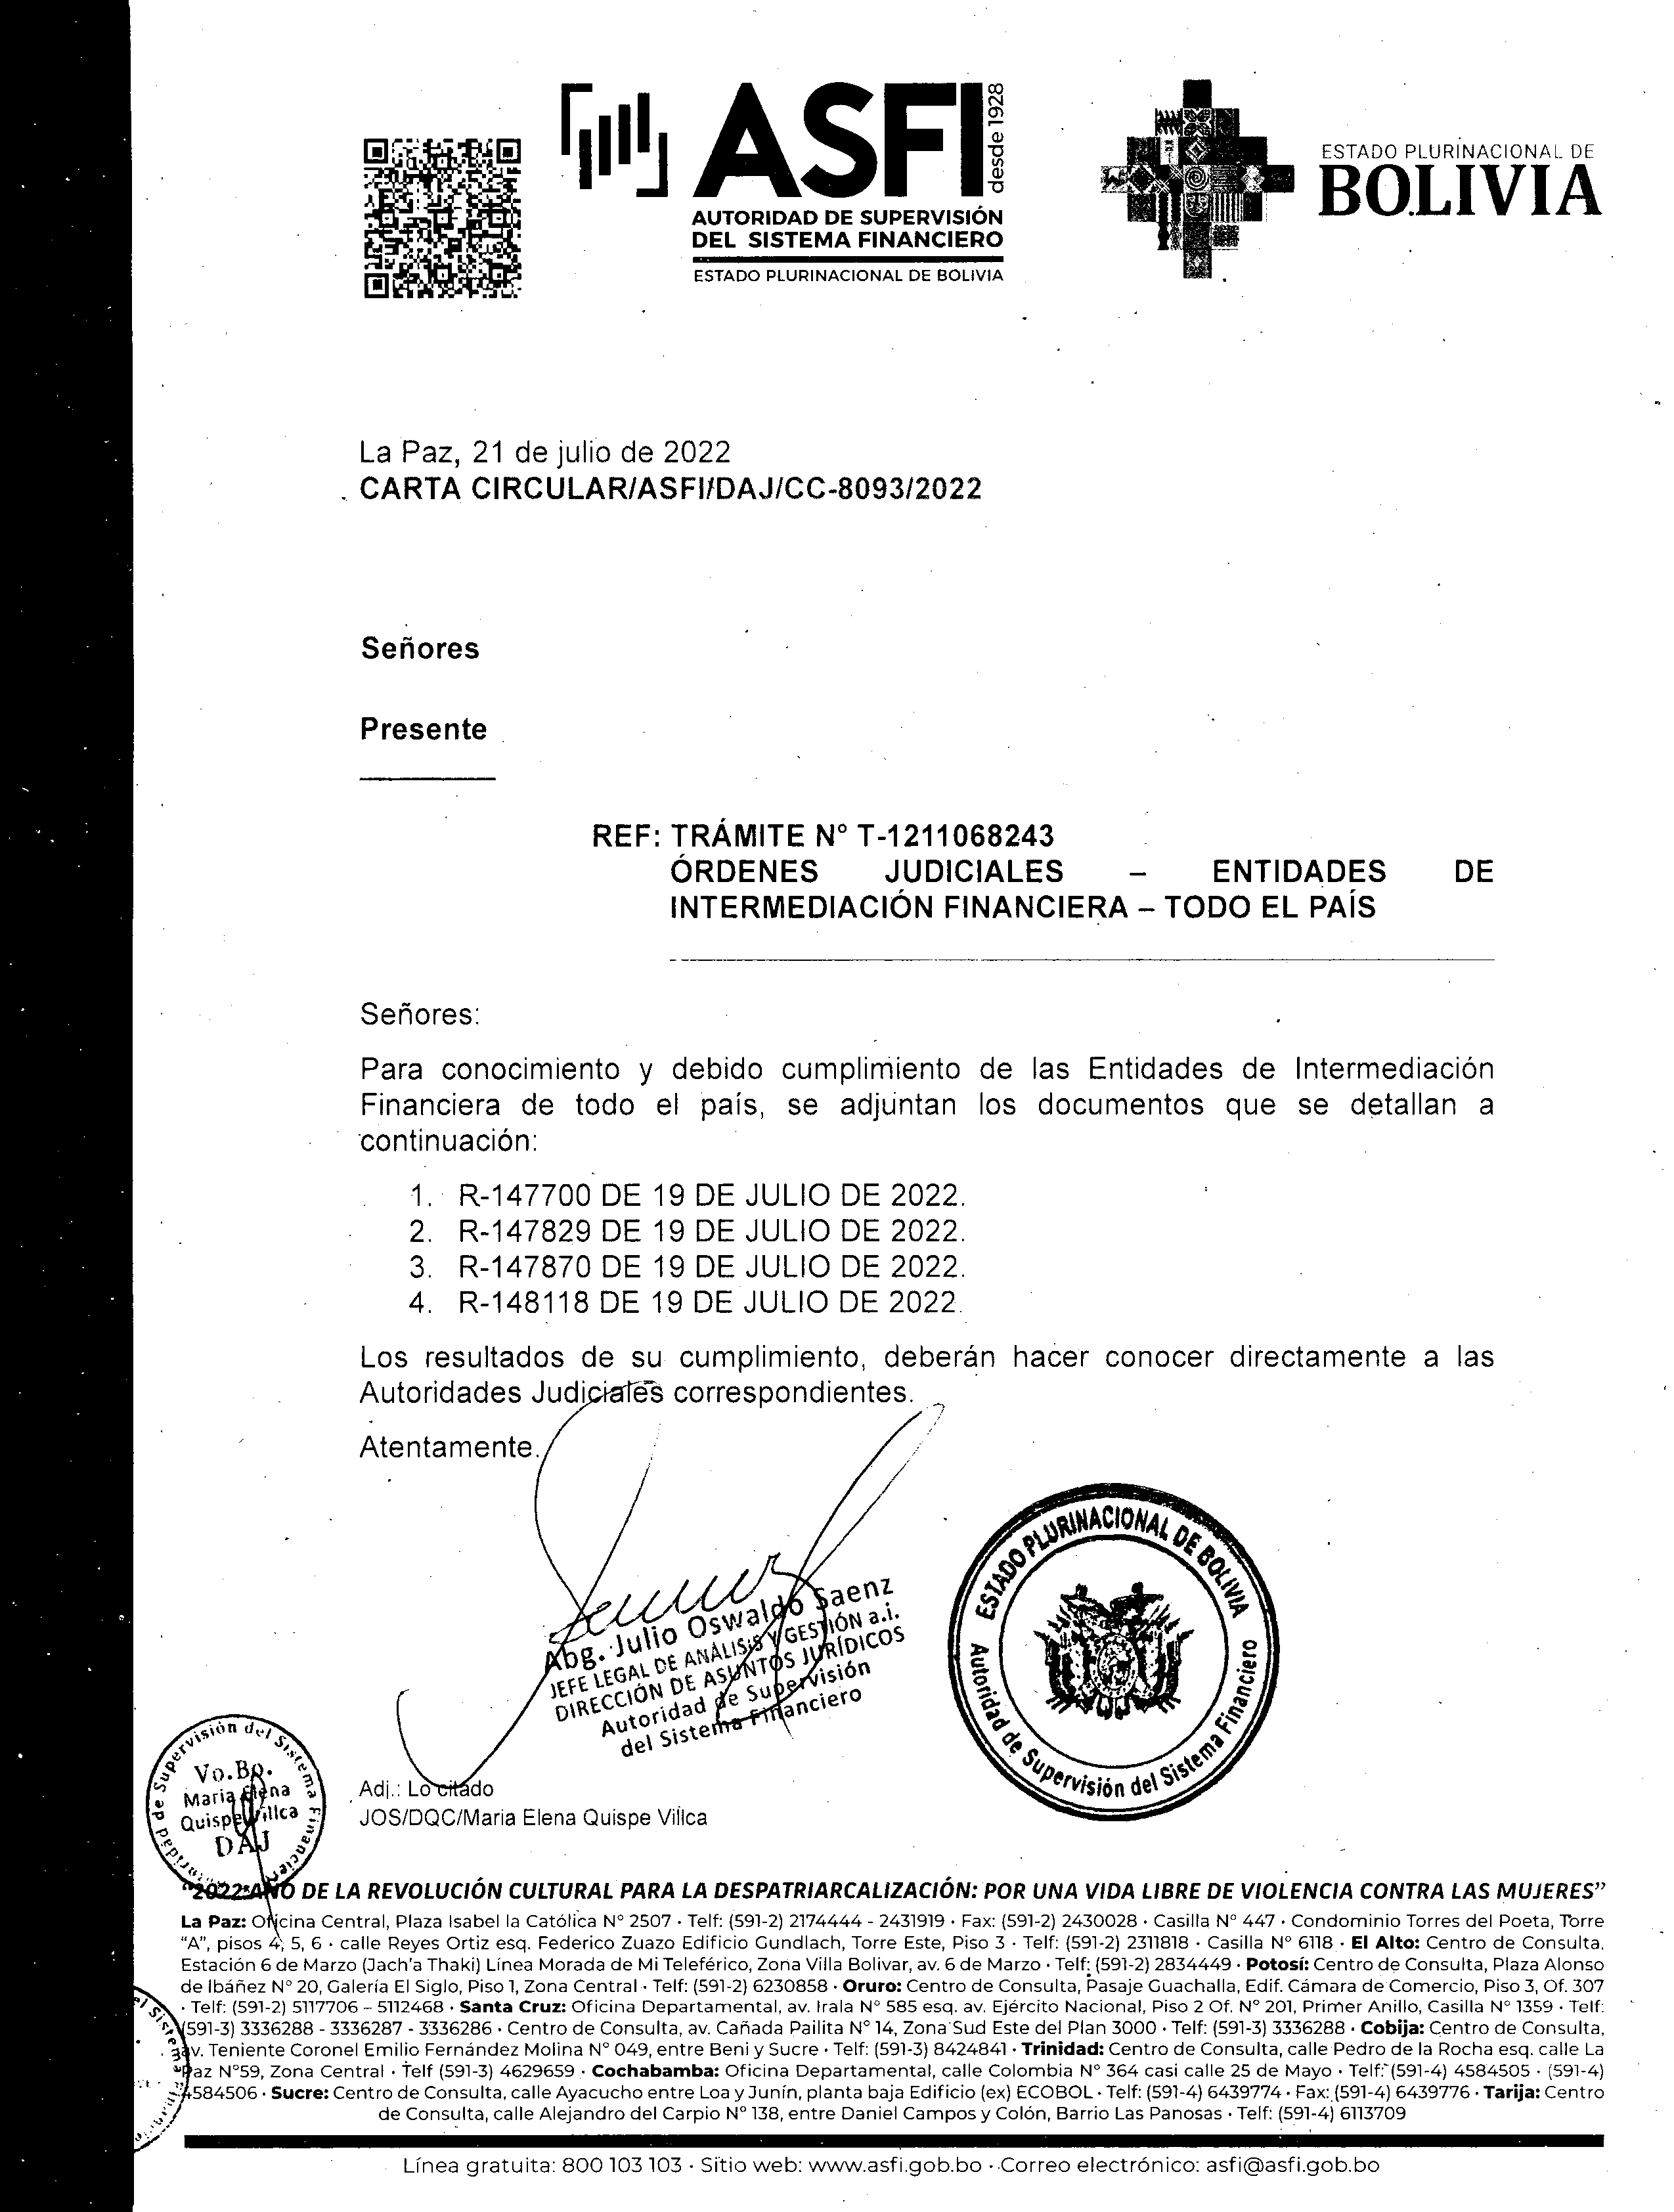 ASFI
desde 1928
AUTORIDAD DE SUPERVISIÓN
DEL SISTEMA FINANCIERO
ESTADO PLURINACIONAL DE BOLIVIA
ESTADO PLURINACIONAL DE
BOLIVIA
La Paz, 21 de julio de 2022
CARTA CIRCULAR/ASFI/DAJ/CC-8093/2022
Señores
Presente
REF: TRÁMITE N° T-1211068243
ÓRDENES JUDICIALES – ENTIDADES DE
INTERMEDIACIÓN FINANCIERA – TODO EL PAÍS
Señores:
Para conocimiento y debido cumplimiento de las Entidades de Intermediación
Financiera de todo el país, se adjuntan los documentos que se detallan a
continuación:
1. R-147700 DE 19 DE JULIO DE 2022.
2. R-147829 DE 19 DE JULIO DE 2022.
3. R-147870 DE 19 DE JULIO DE 2022.
4. R-148118 DE 19 DE JULIO DE 2022.
Los resultados de su cumplimiento, deberán hacer conocer directamente a las
Autoridades Judiciales correspondientes.
Atentamente.
Abg. Julio Oswaldo Saenz
JEFE LEGAL DE ANÁLISIS Y GESTIÓN a.i.
DIRECCIÓN DE ASUNTOS JURÍDICOS
Autoridad de Supervisión
del Sistema Financiero
ESTADO PLURINACIONAL DE BOLIVIA
Autoridad de Supervisión del Sistema Financiero
de Supervisión del Sistema Financiero
Vo.Bo.
Maria Elena
Quispe Villca
DAJ
Adj.: Lo citado
JOS/DQC/Maria Elena Quispe Villca
"2022 AÑO DE LA REVOLUCIÓN CULTURAL PARA LA DESPATRIARCALIZACIÓN: POR UNA VIDA LIBRE DE VIOLENCIA CONTRA LAS MUJERES"
La Paz: Oficina Central, Plaza Isabel la Católica N° 2507 · Telf: (591-2) 2174444 - 2431919 · Fax: (591-2) 2430028 · Casilla N° 447 · Condominio Torres del Poeta, Torre
"A", pisos 4, 5, 6 · calle Reyes Ortiz esq. Federico Zuazo Edificio Gundlach, Torre Este, Piso 3 · Telf: (591-2) 2311818 · Casilla N° 6118 · El Alto: Centro de Consulta,
Estación 6 de Marzo (Jach'a Thaki) Línea Morada de Mi Teleférico, Zona Villa Bolivar, av. 6 de Marzo · Telf: (591-2) 2834449 · Potosí: Centro de Consulta, Plaza Alonso
de Ibáñez N° 20, Galería El Siglo, Piso 1, Zona Central · Telf: (591-2) 6230858 · Oruro: Centro de Consulta, Pasaje Guachalla, Edif. Cámara de Comercio, Piso 3, Of. 307
· Telf: (591-2) 5117706 – 5112468 · Santa Cruz: Oficina Departamental, av. Irala N° 585 esq. av. Ejército Nacional, Piso 2 Of. N° 201, Primer Anillo, Casilla N° 1359 · Telf:
(591-3) 3336288 - 3336287 - 3336286 · Centro de Consulta, av. Cañada Pailita N° 14, Zona Sud Este del Plan 3000 · Telf: (591-3) 3336288 · Cobija: Centro de Consulta,
av. Teniente Coronel Emilio Fernández Molina N° 049, entre Beni y Sucre · Telf: (591-3) 8424841 · Trinidad: Centro de Consulta, calle Pedro de la Rocha esq. calle La
Paz N°59, Zona Central · Telf (591-3) 4629659 · Cochabamba: Oficina Departamental, calle Colombia N° 364 casi calle 25 de Mayo · Telf: (591-4) 4584505 · (591-4)
4584506 · Sucre: Centro de Consulta, calle Ayacucho entre Loa y Junín, planta baja Edificio (ex) ECOBOL · Telf: (591-4) 6439774 · Fax: (591-4) 6439776 · Tarija: Centro
de Consulta, calle Alejandro del Carpio N° 138, entre Daniel Campos y Colón, Barrio Las Panosas · Telf: (591-4) 6113709
Línea gratuita: 800 103 103 · Sitio web: www.asfi.gob.bo · Correo electrónico: asfi@asfi.gob.bo